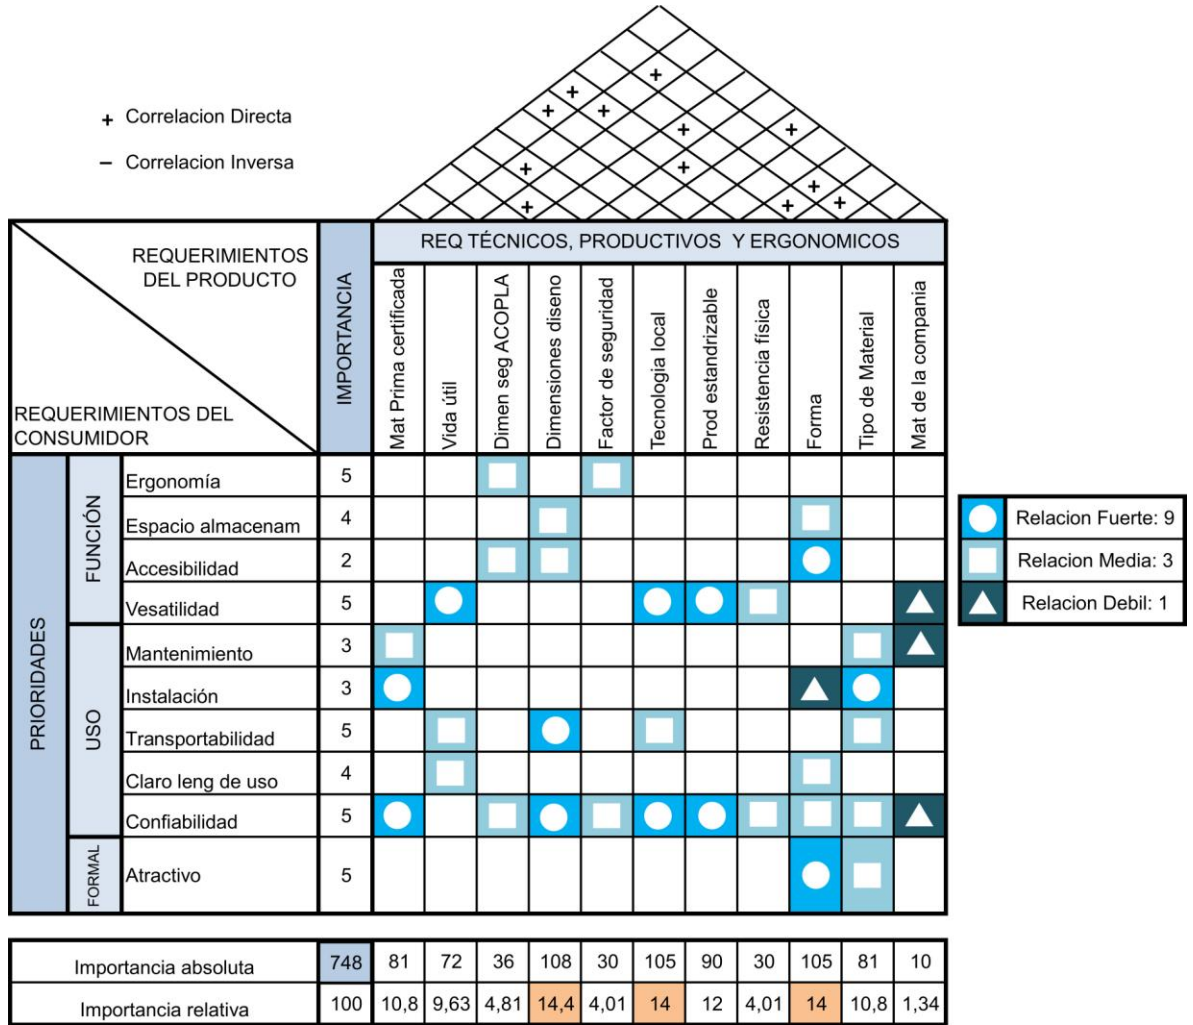 + Correlacion Directa
− Correlacion Inversa
REQUERIMIENTOS
DEL PRODUCTO
REQUERIMIENTOS DEL
CONSUMIDOR
IMPORTANCIA
REQ TÉCNICOS, PRODUCTIVOS Y ERGONOMICOS
Mat Prima certificada
Vida útil
Dimen seg ACOPLA
Dimensiones diseno
Factor de seguridad
Tecnologia local
Prod estandrizable
Resistencia física
Forma
Tipo de Material
Mat de la compania
PRIORIDADES
FUNCIÓN
Ergonomía 5
Espacio almacenam 4
Accesibilidad 2
Vesatilidad 5
USO
Mantenimiento 3
Instalación 3
Transportabilidad 5
Claro leng de uso 4
Confiabilidad 5
FORMAL
Atractivo 5
Relacion Fuerte: 9
Relacion Media: 3
Relacion Debil: 1
Importancia absoluta 748 81 72 36 108 30 105 90 30 105 81 10
Importancia relativa 100 10,8 9,63 4,81 14,4 4,01 14 12 4,01 14 10,8 1,34